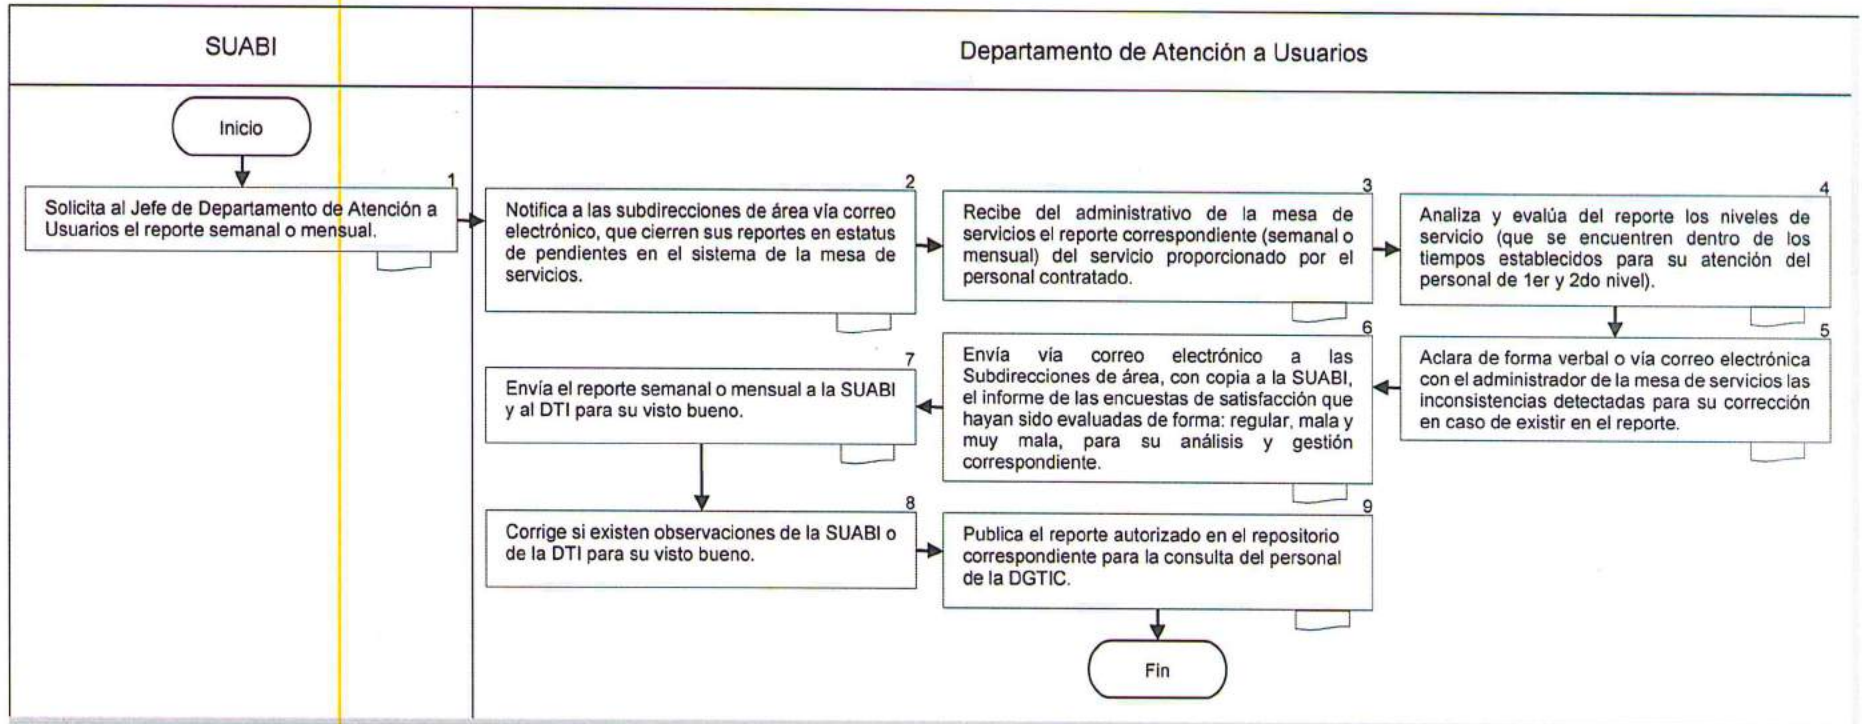 SUABI
Departamento de Atención a Usuarios
Inicio
1
Solicita al Jefe de Departamento de Atención a
Usuarios el reporte semanal o mensual.
2
Notifica a las subdirecciones de área vía correo
electrónico, que cierren sus reportes en estatus
de pendientes en el sistema de la mesa de
servicios.
3
Recibe del administrativo de la mesa de
servicios el reporte correspondiente (semanal o
mensual) del servicio proporcionado por el
personal contratado.
4
Analiza y evalúa del reporte los niveles de
servicio (que se encuentren dentro de los
tiempos establecidos para su atención del
personal de 1er y 2do nivel).
5
Aclara de forma verbal o vía correo electrónica
con el administrador de la mesa de servicios las
inconsistencias detectadas para su corrección
en caso de existir en el reporte.
6
Envía vía correo electrónico a las
Subdirecciones de área, con copia a la SUABI,
el informe de las encuestas de satisfacción que
hayan sido evaluadas de forma: regular, mala y
muy mala, para su análisis y gestión
correspondiente.
7
Envía el reporte semanal o mensual a la SUABI
y al DTI para su visto bueno.
8
Corrige si existen observaciones de la SUABI o
de la DTI para su visto bueno.
9
Publica el reporte autorizado en el repositorio
correspondiente para la consulta del personal
de la DGTIC.
Fin